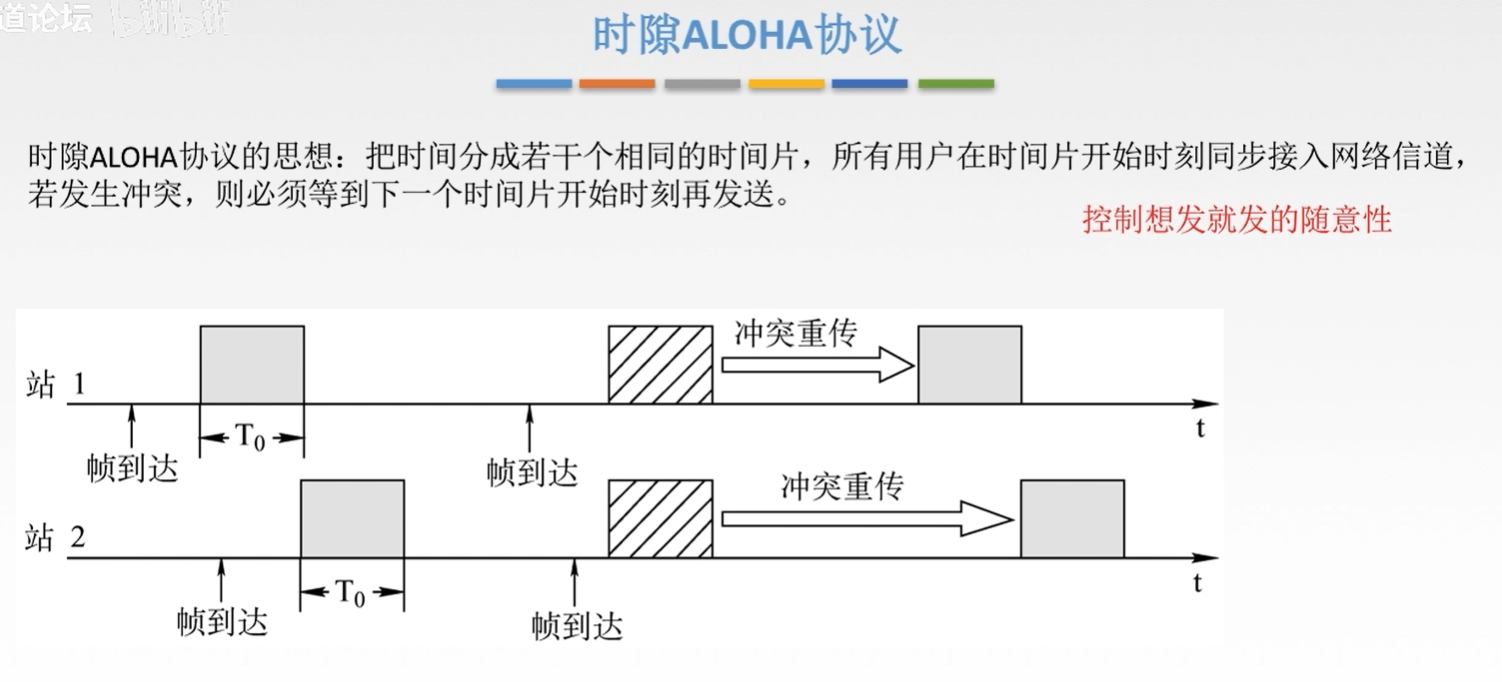 道论坛 bilibili
时隙ALOHA协议
时隙ALOHA协议的思想：把时间分成若干个相同的时间片，所有用户在时间片开始时刻同步接入网络信道，
若发生冲突，则必须等到下一个时间片开始时刻再发送。
控制想发就发的随意性
冲突重传
站 1
t
T₀
帧到达
帧到达
冲突重传
站 2
t
T₀
帧到达
帧到达